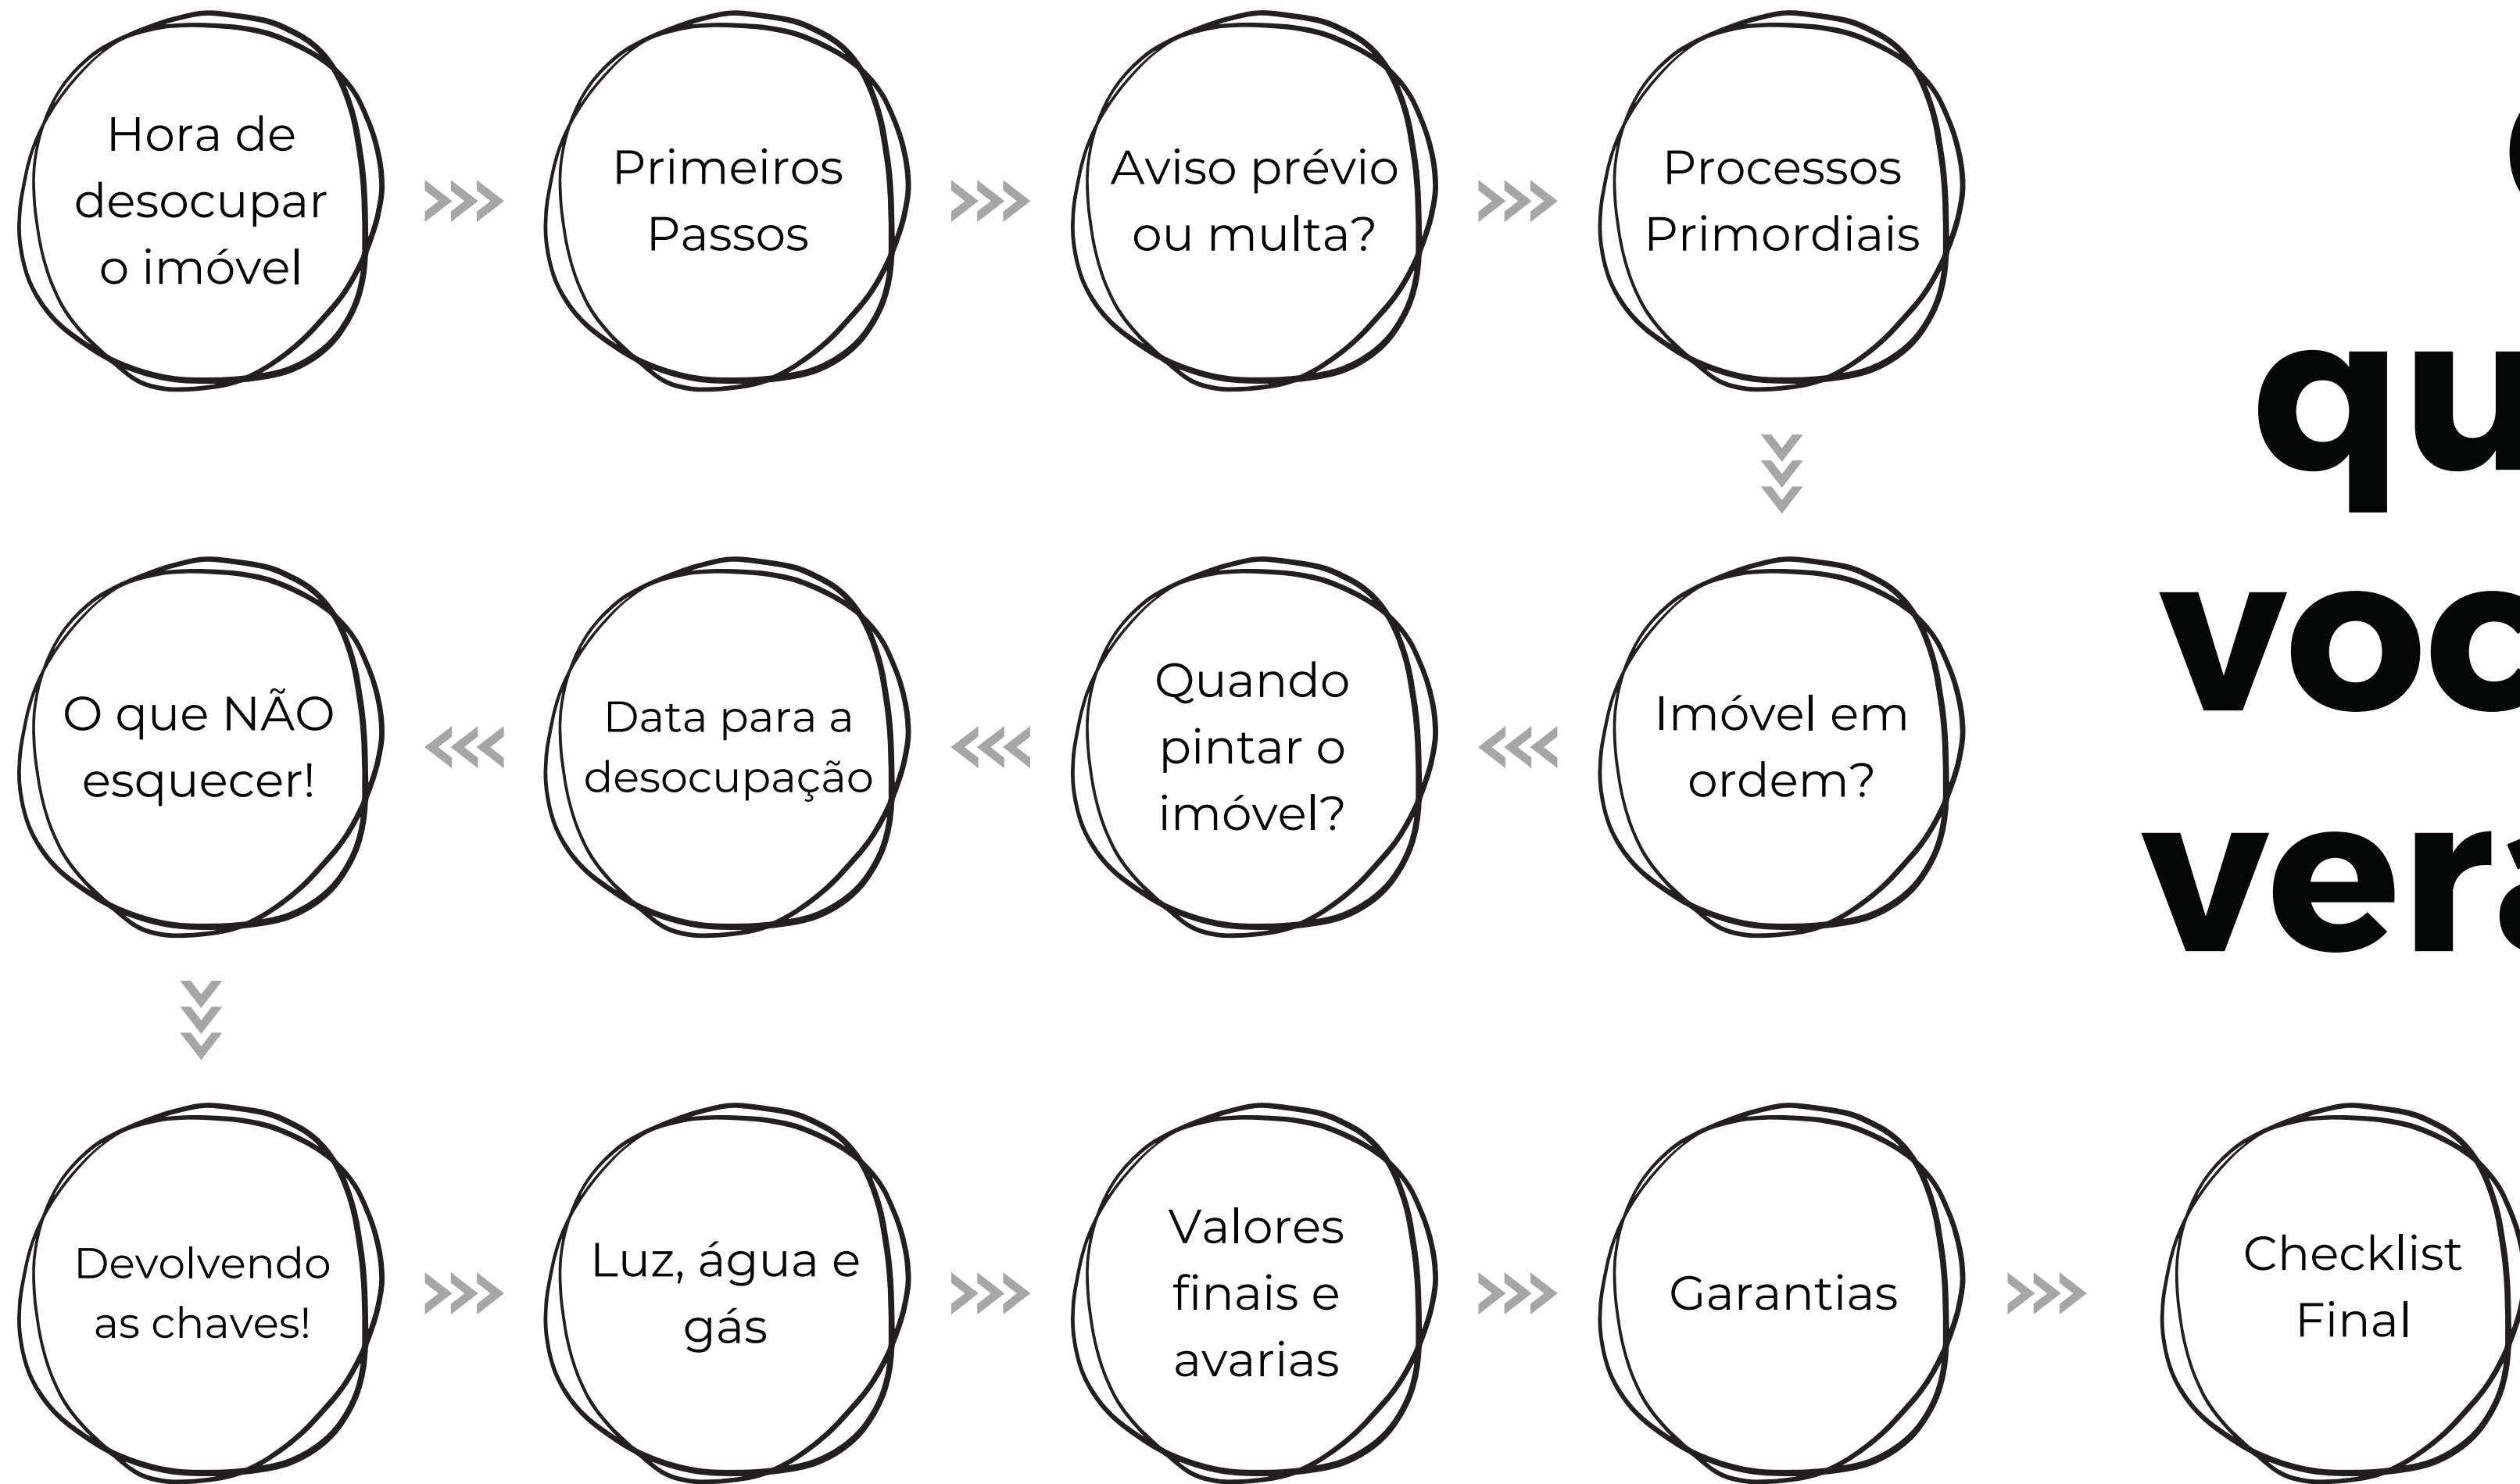 Hora de
desocupar
o imóvel
Primeiros
Passos
Aviso prévio
ou multa?
Processos
Primordiais
O que NÃO
esquecer!
Data para a
desocupação
Quando
pintar o
imóvel?
Imóvel em
ordem?
Devolvendo
as chaves!
Luz, água e
gás
Valores
finais e
avarias
Garantias
Checklist
Final
qu
voc
ver